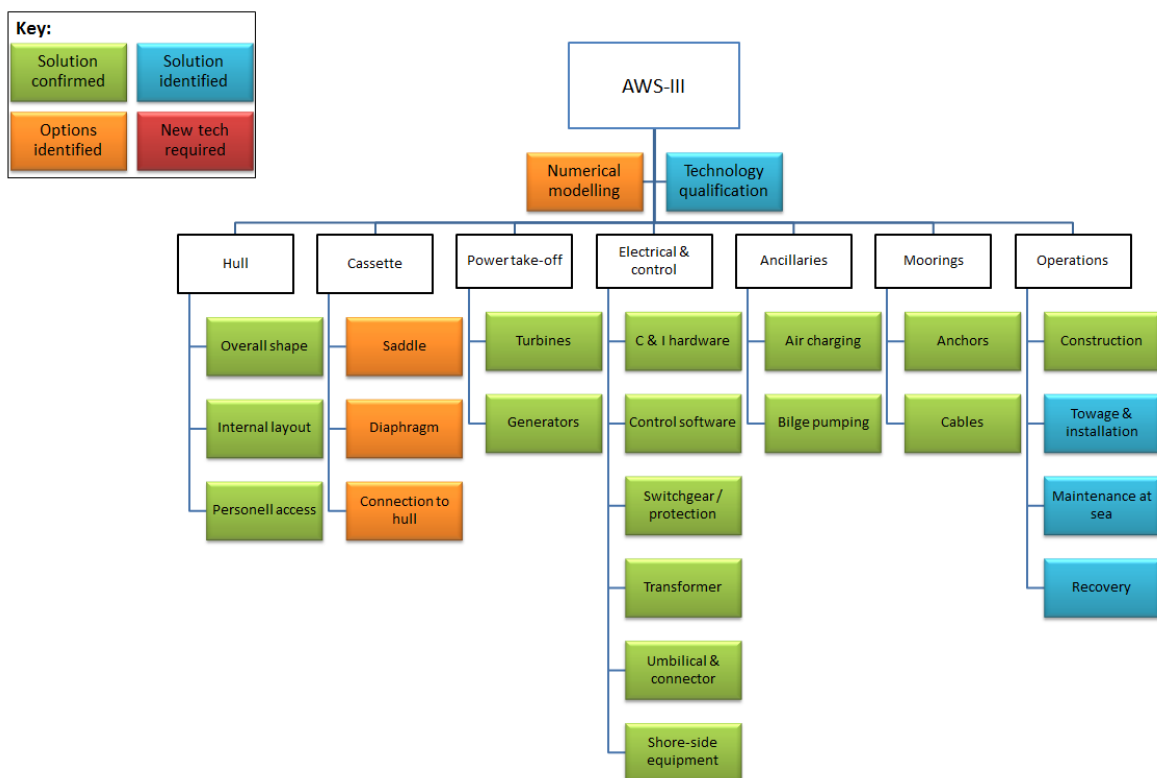 Key:
Solution
confirmed
Solution
identified
Options
identified
New tech
required
AWS-III
Numerical
modelling
Technology
qualification
Hull
Cassette
Power take-off
Electrical &
control
Ancillaries
Moorings
Operations
Overall shape
Internal layout
Personell access
Saddle
Diaphragm
Connection to
hull
Turbines
Generators
C & I hardware
Control software
Switchgear /
protection
Transformer
Umbilical &
connector
Shore-side
equipment
Air charging
Bilge pumping
Anchors
Cables
Construction
Towage &
installation
Maintenance at
sea
Recovery